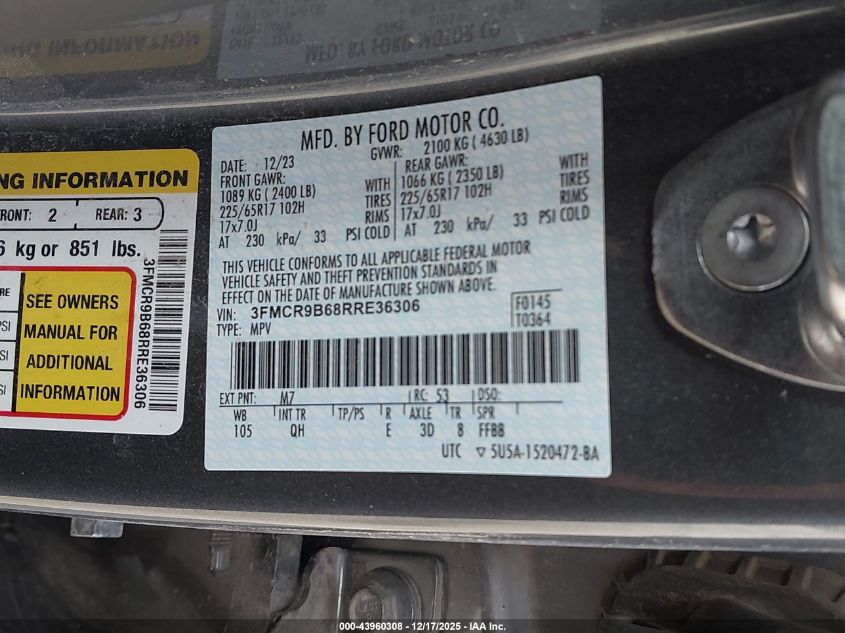 MFD. BY FORD MOTOR CO.
DATE: 12/23 GVWR: 2100 KG ( 4630 LB)
FRONT GAWR: WITH REAR GAWR: WITH
1089 KG ( 2400 LB) TIRES 1066 KG ( 2350 LB) TIRES
225/65R17 102H RIMS 225/65R17 102H RIMS
17x7.0J 17x7.0J
AT 230 kPa/ 33 PSI COLD AT 230 kPa/ 33 PSI COLD
THIS VEHICLE CONFORMS TO ALL APPLICABLE FEDERAL MOTOR
VEHICLE SAFETY AND THEFT PREVENTION STANDARDS IN
EFFECT ON THE DATE OF MANUFACTURE SHOWN ABOVE.
VIN: 3FMCR9B68RRE36306 F0145
TYPE: MPV T0364
EXT PNT: M7 RC: 53 DSO:
WB INT TR TP/PS R AXLE TR SPR
105 QH E 3D 8 FFBB
UTC ▽ 5U5A-1520472-BA
NG INFORMATION
FRONT: 2 REAR: 3
6 kg or 851 lbs.
SEE OWNERS
MANUAL FOR
ADDITIONAL
INFORMATION
3FMCR9B68RRE36306
000-43960308 - 12/17/2025 - IAA Inc.